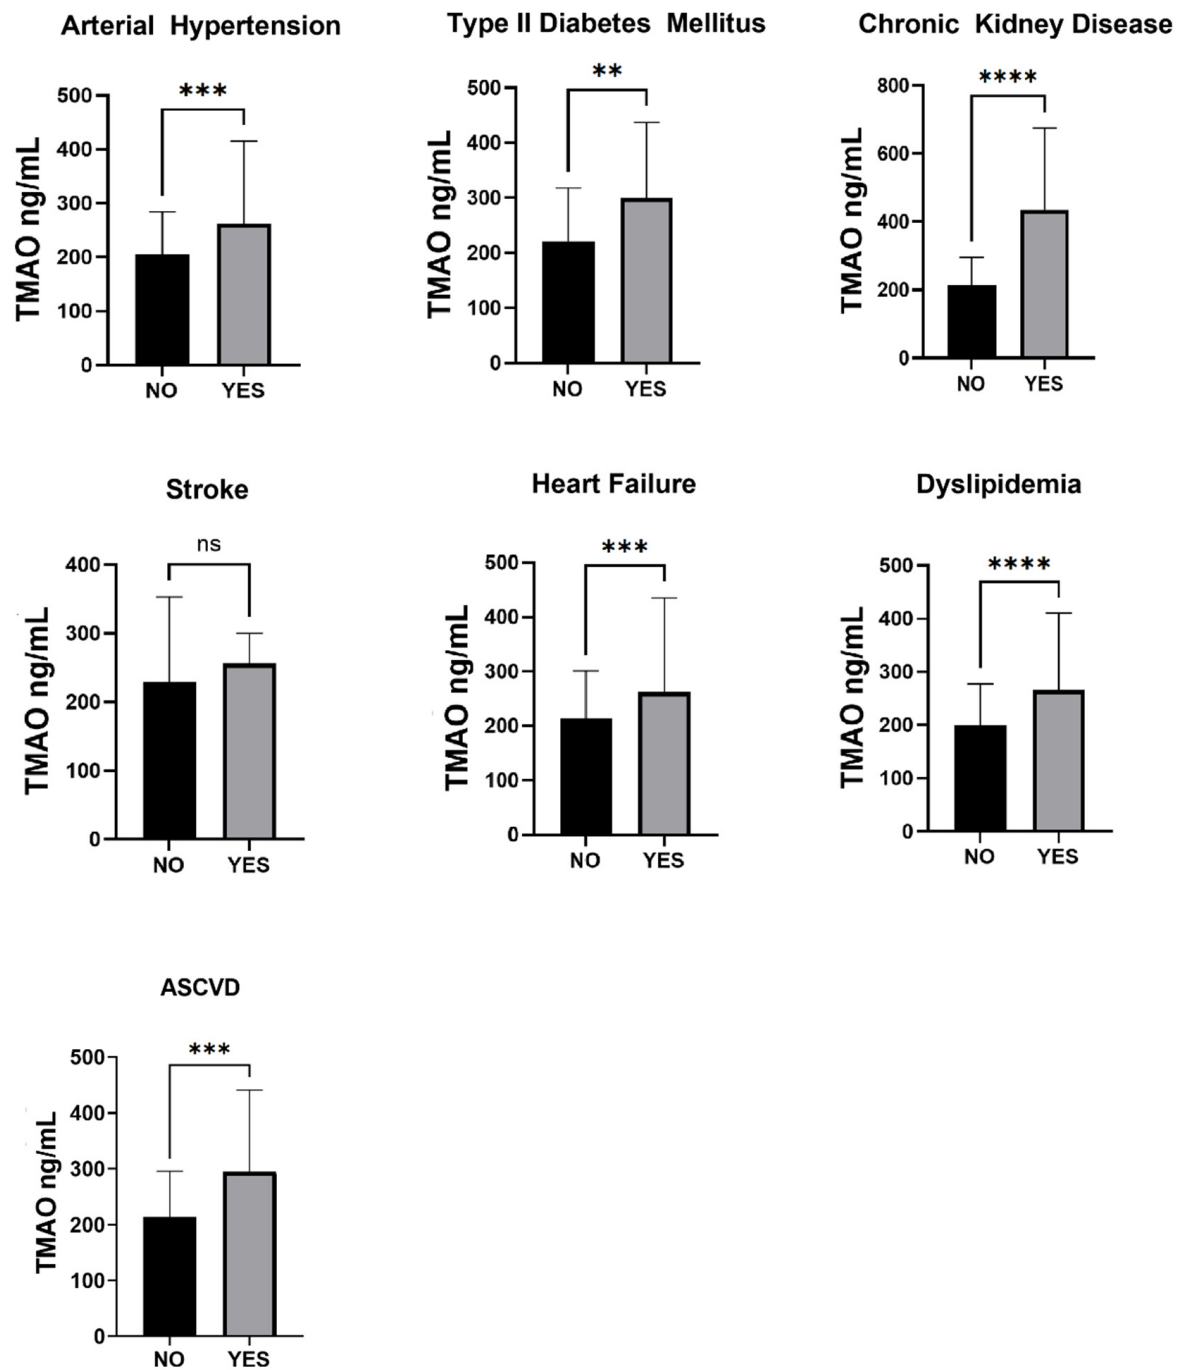 Arterial Hypertension
***
500
400
300
200
100
0
TMAO ng/mL
NO YES
Type II Diabetes Mellitus
**
500
400
300
200
100
0
TMAO ng/mL
NO YES
Chronic Kidney Disease
****
800
600
400
200
0
TMAO ng/mL
NO YES
Stroke
ns
400
300
200
100
0
TMAO ng/mL
NO YES
Heart Failure
***
500
400
300
200
100
0
TMAO ng/mL
NO YES
Dyslipidemia
****
500
400
300
200
100
0
TMAO ng/mL
NO YES
ASCVD
***
500
400
300
200
100
0
TMAO ng/mL
NO YES